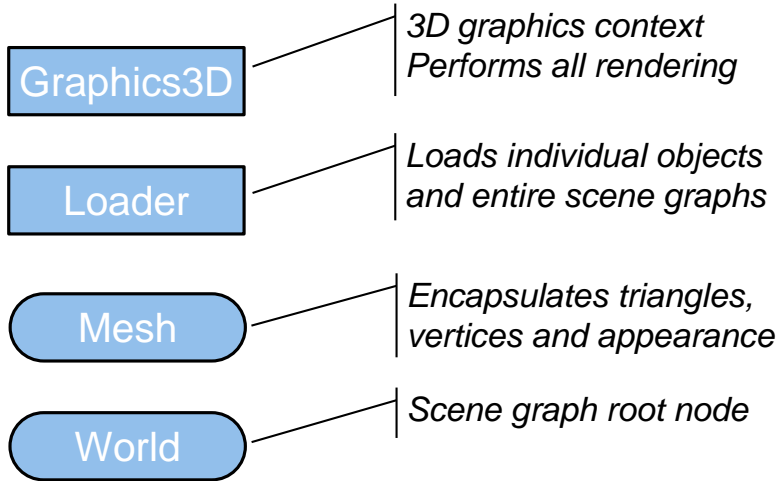 Graphics3D
3D graphics context
Performs all rendering
Loader
Loads individual objects
and entire scene graphs
Mesh
Encapsulates triangles,
vertices and appearance
World
Scene graph root node